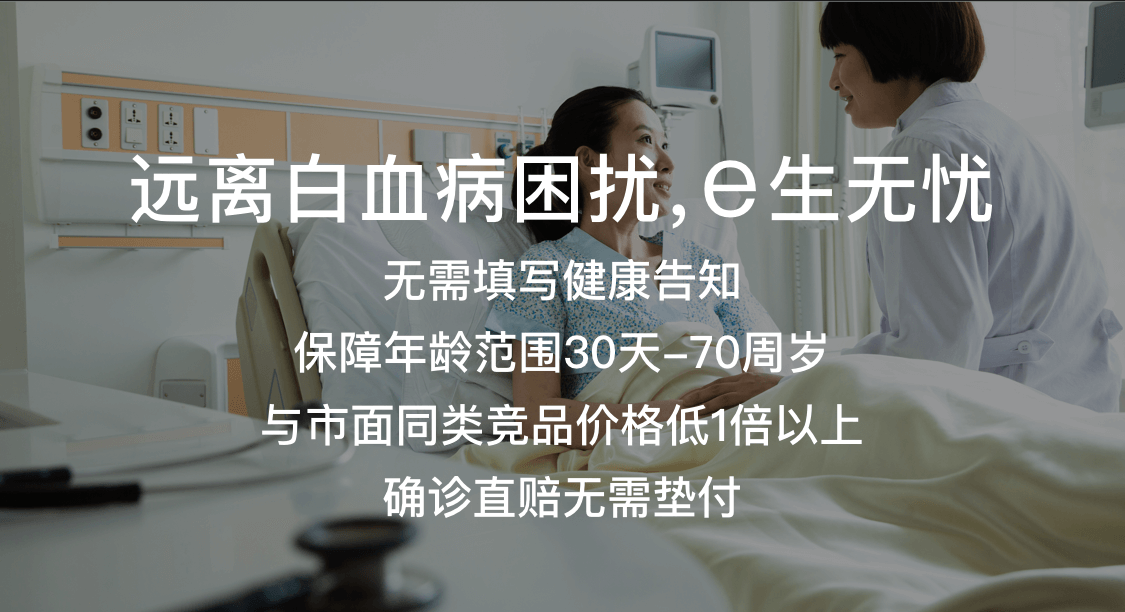 远离白血病困扰,e生无忧
无需填写健康告知
保障年龄范围30天-70周岁
与市面同类竞品价格低1倍以上
确诊直赔无需垫付